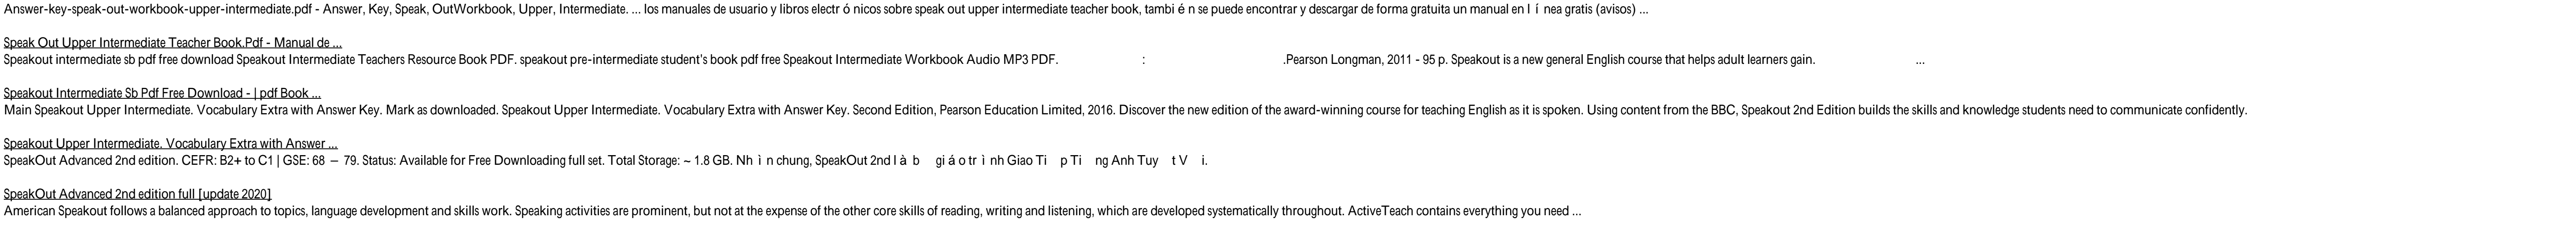 Answer-key-speak-out-workbook-upper-intermediate.pdf - Answer, Key, Speak, OutWorkbook, Upper, Intermediate. ... los manuales de usuario y libros electrónicos sobre speak out upper intermediate teacher book, también se puede encontrar y descargar de forma gratuita un manual en línea gratis (avisos) ...
Speak Out Upper Intermediate Teacher Book.Pdf - Manual de ...
Speakout intermediate sb pdf free download Speakout Intermediate Teachers Resource Book PDF. speakout pre-intermediate student's book pdf free Speakout Intermediate Workbook Audio MP3 PDF. : .Pearson Longman, 2011 - 95 p. Speakout is a new general English course that helps adult learners gain. ...
Speakout Intermediate Sb Pdf Free Download - | pdf Book ...
Main Speakout Upper Intermediate. Vocabulary Extra with Answer Key. Mark as downloaded. Speakout Upper Intermediate. Vocabulary Extra with Answer Key. Second Edition, Pearson Education Limited, 2016. Discover the new edition of the award-winning course for teaching English as it is spoken. Using content from the BBC, Speakout 2nd Edition builds the skills and knowledge students need to communicate confidently.
Speakout Upper Intermediate. Vocabulary Extra with Answer ...
SpeakOut Advanced 2nd edition. CEFR: B2+ to C1 | GSE: 68 – 79. Status: Available for Free Downloading full set. Total Storage: ~ 1.8 GB. Nhìn chung, SpeakOut 2nd là b giáo trình Giao Ti p Ti ng Anh Tuy t V i.
SpeakOut Advanced 2nd edition full [update 2020]
American Speakout follows a balanced approach to topics, language development and skills work. Speaking activities are prominent, but not at the expense of the other core skills of reading, writing and listening, which are developed systematically throughout. ActiveTeach contains everything you need ...